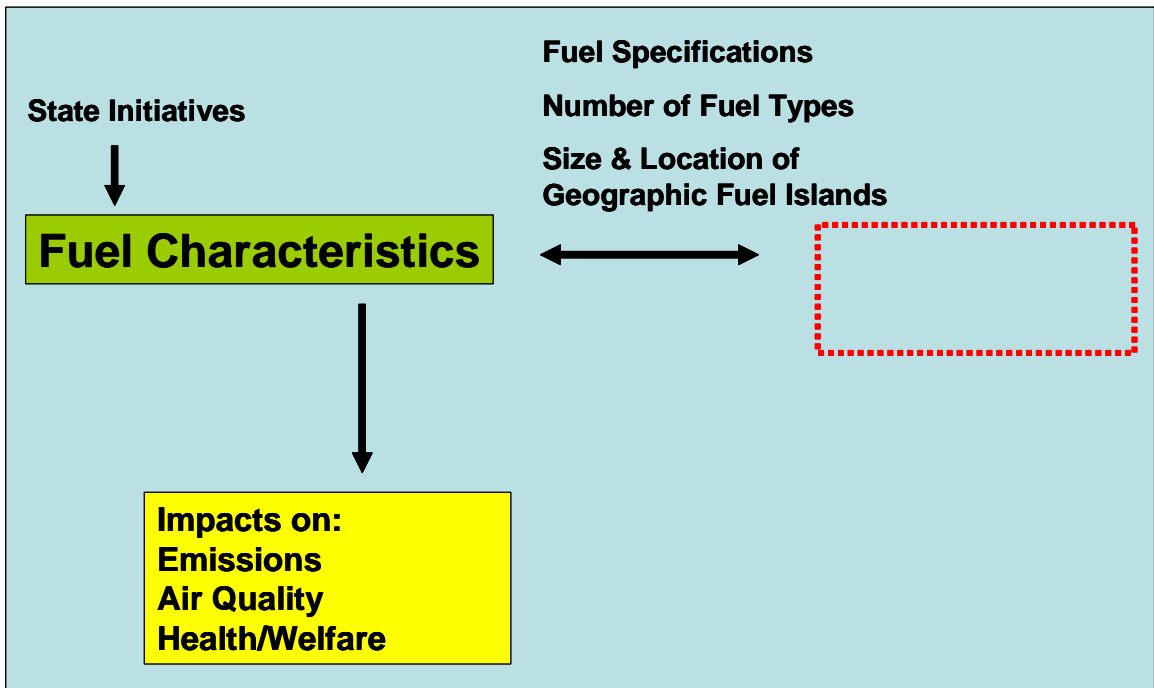 State Initiatives
Fuel Specifications
Number of Fuel Types
Size & Location of
Geographic Fuel Islands
Fuel Characteristics
Impacts on:
Emissions
Air Quality
Health/Welfare